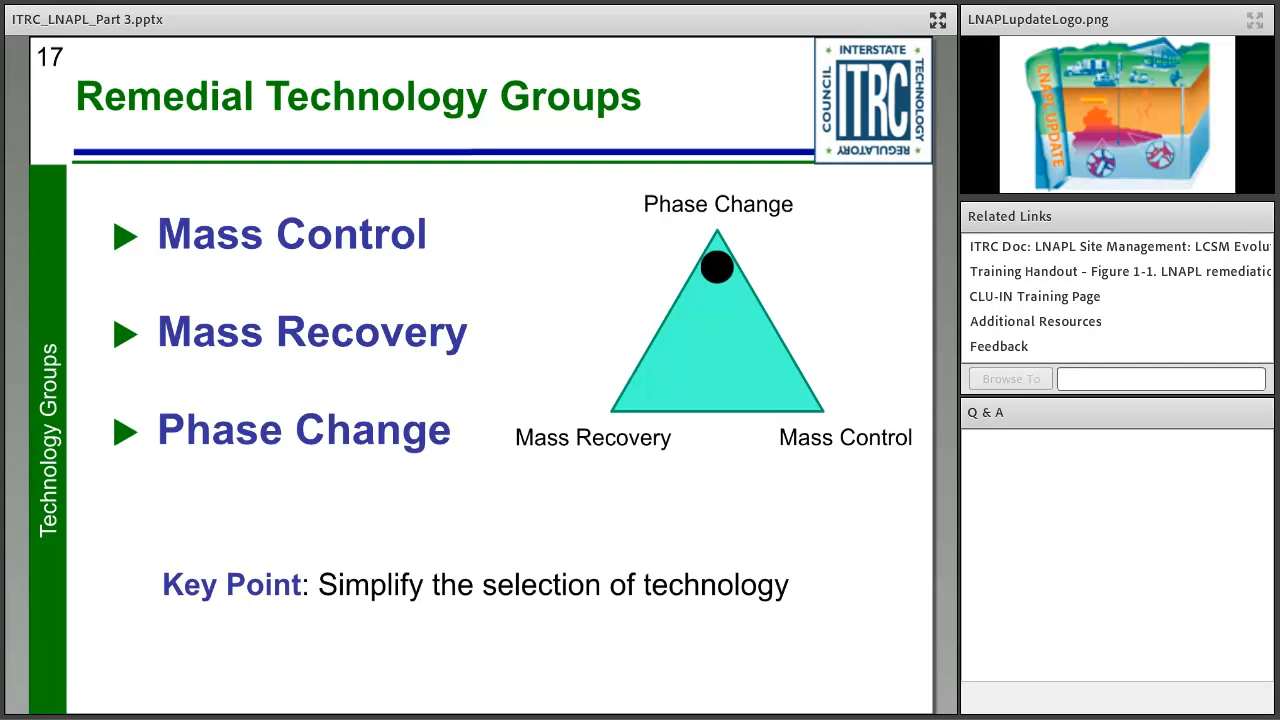 ITRC_LNAPL_Part 3.pptx
17
Remedial Technology Groups
INTERSTATE
TECHNOLOGY
REGULATORY
COUNCIL
ITRC
Technology Groups
Mass Control
Mass Recovery
Phase Change
Phase Change
Mass Recovery
Mass Control
Key Point: Simplify the selection of technology
LNAPLupdateLogo.png
LNAPL UPDATE
Related Links
ITRC Doc: LNAPL Site Management: LCSM Evolu
Training Handout - Figure 1-1. LNAPL remediatic
CLU-IN Training Page
Additional Resources
Feedback
Browse To
Q & A